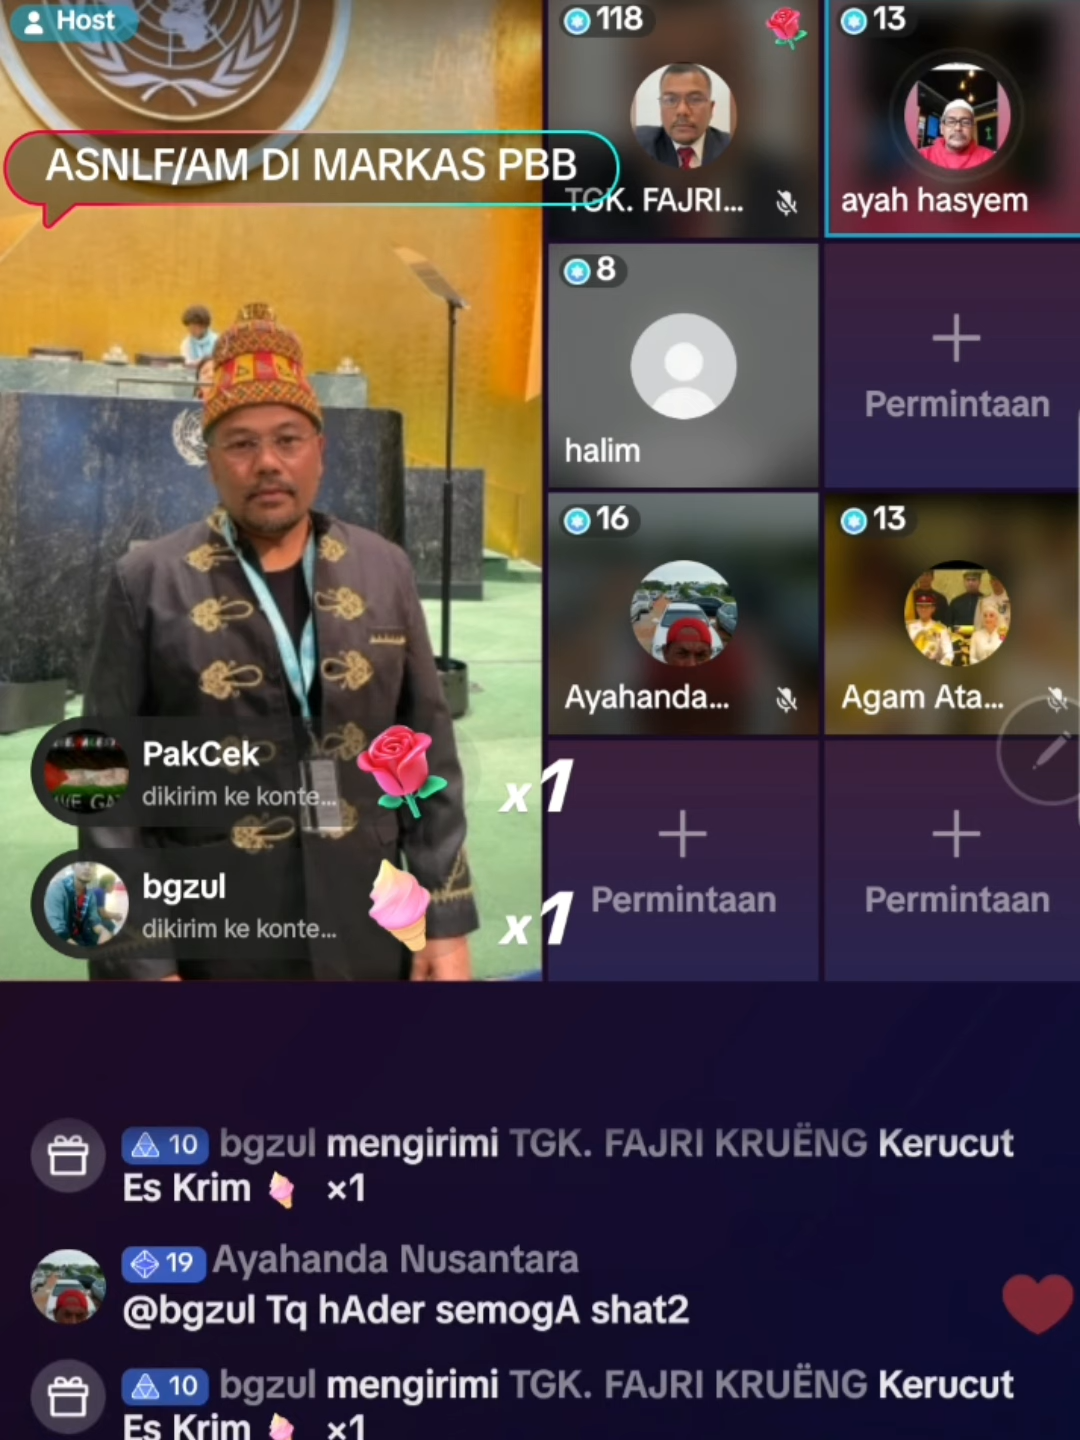 Host
118
13
ASNLF/AM DI MARKAS PBB
TGK. FAJRI...
ayah hasyem
8
halim
Permintaan
16
13
Ayahanda...
Agam Ata...
PakCek
dikirim ke konte...
x1
bgzul
dikirim ke konte...
x1
Permintaan
Permintaan
10 bgzul mengirimi TGK. FAJRI KRUËNG Kerucut
Es Krim ×1
19 Ayahanda Nusantara
@bgzul Tq hAder semogA shat2
10 bgzul mengirimi TGK. FAJRI KRUËNG Kerucut
Es Krim ×1